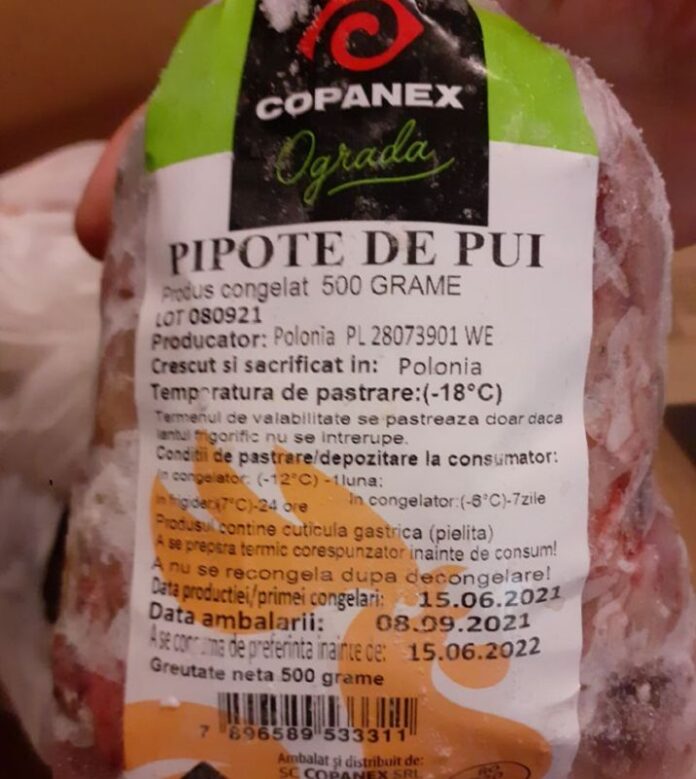 COPANEX
Ograda
PIPOTE DE PUI
Produs congelat 500 GRAME
LOT 080921
Producator: Polonia PL 28073901 WE
Crescut si sacrificat in: Polonia
Temperatura de pastrare:(-18°C)
Termenul de valabilitate se pastreaza doar daca
lantul frigorific nu se intrerupe.
Conditii de pastrare/depozitare la consumator:
In congelator: (-12°C) -1luna;
In frigider:(7°C)-24 ore In congelator:(-6°C)-7zile
Produsul contine cuticula gastrica (pielita)
A se prepara termic corespunzator inainte de consum!
A nu se recongela dupa decongelare!
Data productiei/primei congelari: 15.06.2021
Data ambalarii: 08.09.2021
A se consuma de preferinta inainte de: 15.06.2022
Greutate neta 500 grame
7 896589 533311
Ambalat și distribuit de:
SC COPANEX SRL